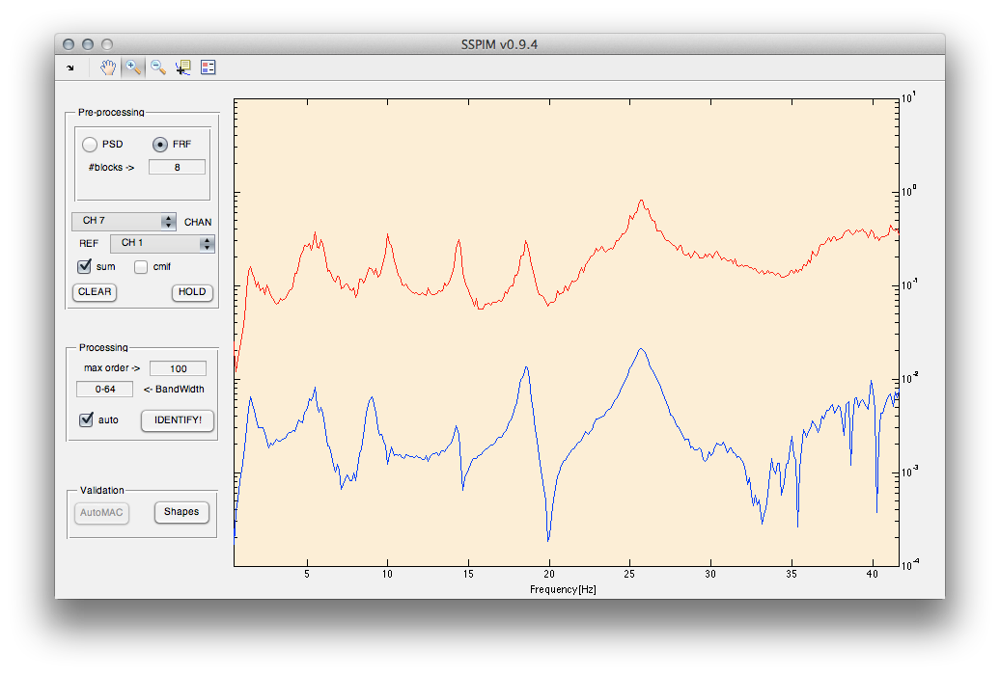 SSPIM v0.9.4
Pre-processing
PSD FRF
#blocks -> 8
CH 7 CHAN
REF CH 1
sum cmif
CLEAR HOLD
Processing
max order -> 100
0-64 <- BandWidth
auto IDENTIFY!
Validation
AutoMAC Shapes
10^1
10^0
10^-1
10^-2
10^-3
10^-4
5 10 15 20 25 30 35 40
Frequency[Hz]